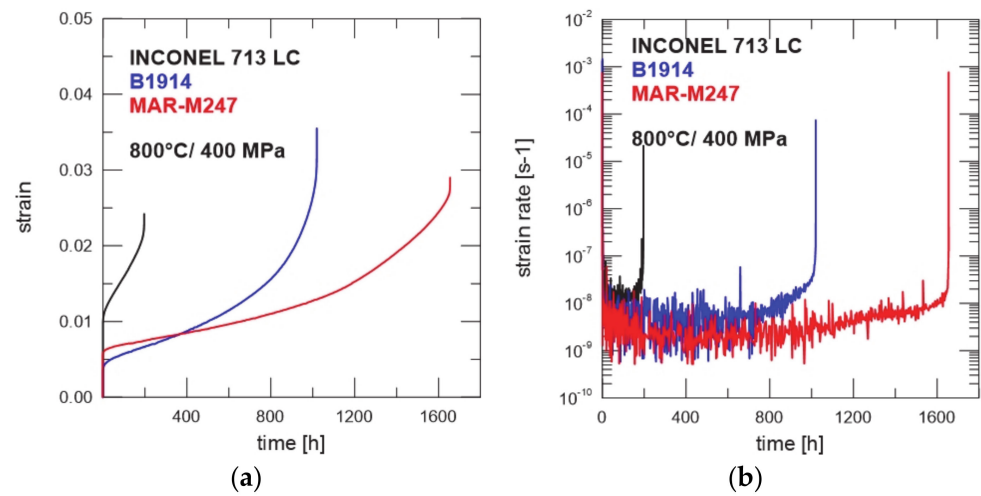 0.05
0.04
0.03
0.02
0.01
0.00
strain
INCONEL 713 LC
B1914
MAR-M247
800°C/ 400 MPa
400
800
1200
1600
time [h]
(a)
10-2
10-3
10-4
10-5
10-6
10-7
10-8
10-9
10-10
strain rate [s-1]
INCONEL 713 LC
B1914
MAR-M247
800°C/ 400 MPa
0
400
800
1200
1600
time [h]
(b)